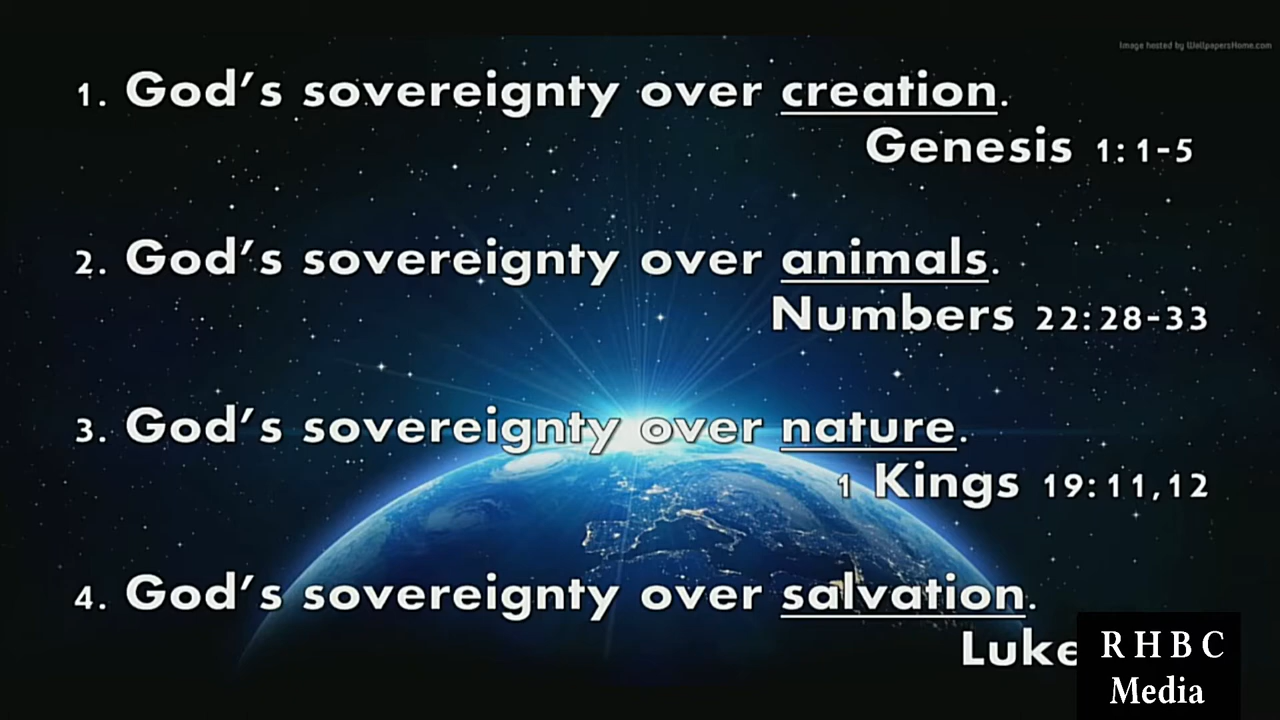 Image hosted by WallpapersHome.com
1. God's sovereignty over creation.
Genesis 1:1-5
2. God's sovereignty over animals.
Numbers 22:28-33
3. God's sovereignty over nature.
1 Kings 19:11,12
4. God's sovereignty over salvation.
Luke
R H B C
Media